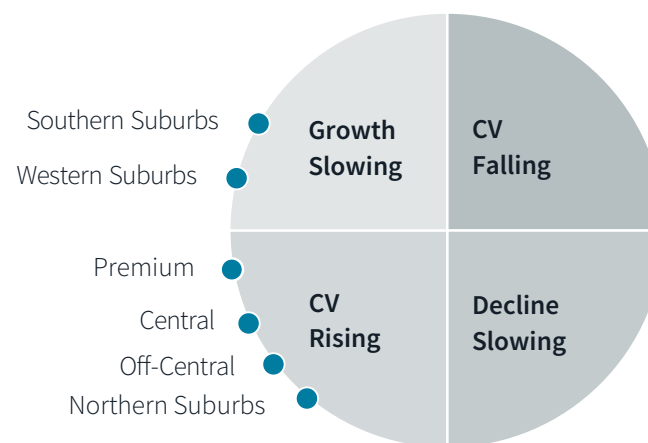 Southern Suburbs
Western Suburbs
Premium
Central
Off-Central
Northern Suburbs
Growth
Slowing
CV
Falling
CV
Rising
Decline
Slowing